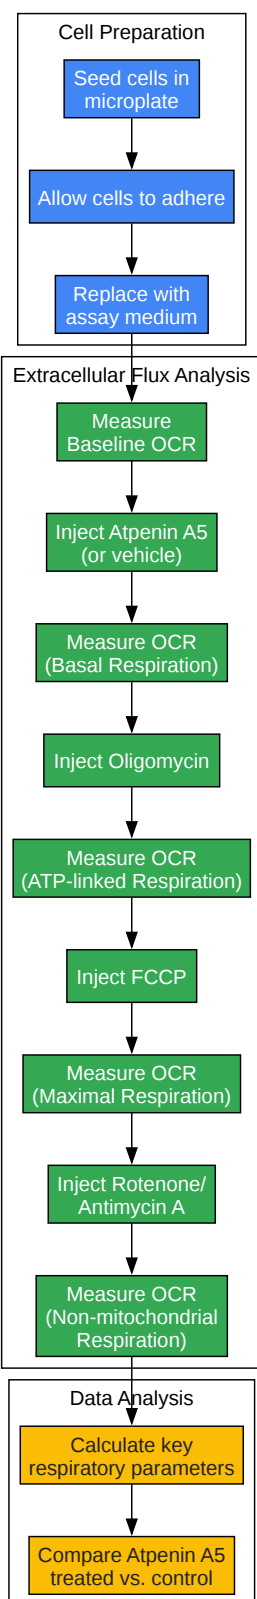 Cell Preparation
Seed cells in
microplate
Allow cells to adhere
Replace with
assay medium
Extracellular Flux Analysis
Measure
Baseline OCR
Inject Atpenin A5
(or vehicle)
Measure OCR
(Basal Respiration)
Inject Oligomycin
Measure OCR
(ATP-linked Respiration)
Inject FCCP
Measure OCR
(Maximal Respiration)
Inject Rotenone/
Antimycin A
Measure OCR
(Non-mitochondrial
Respiration)
Data Analysis
Calculate key
respiratory parameters
Compare Atpenin A5
treated vs. control